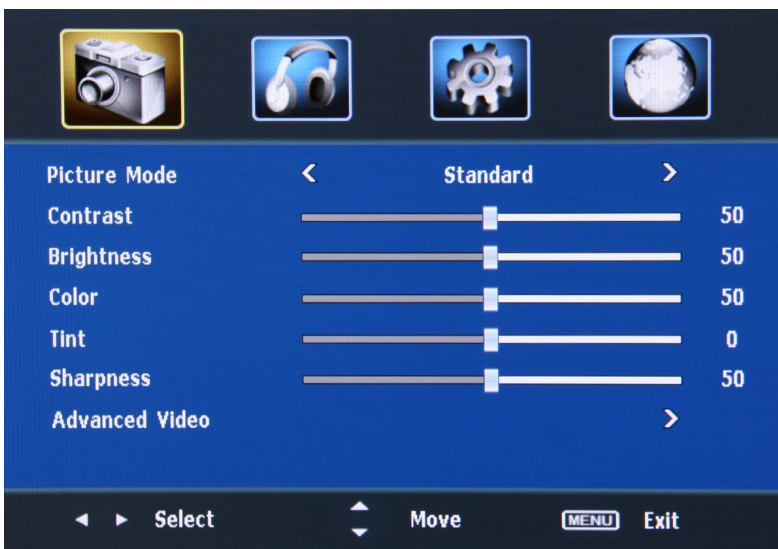 Picture Mode < Standard >
Contrast 50
Brightness 50
Color 50
Tint 0
Sharpness 50
Advanced Video >
Select Move MENU Exit